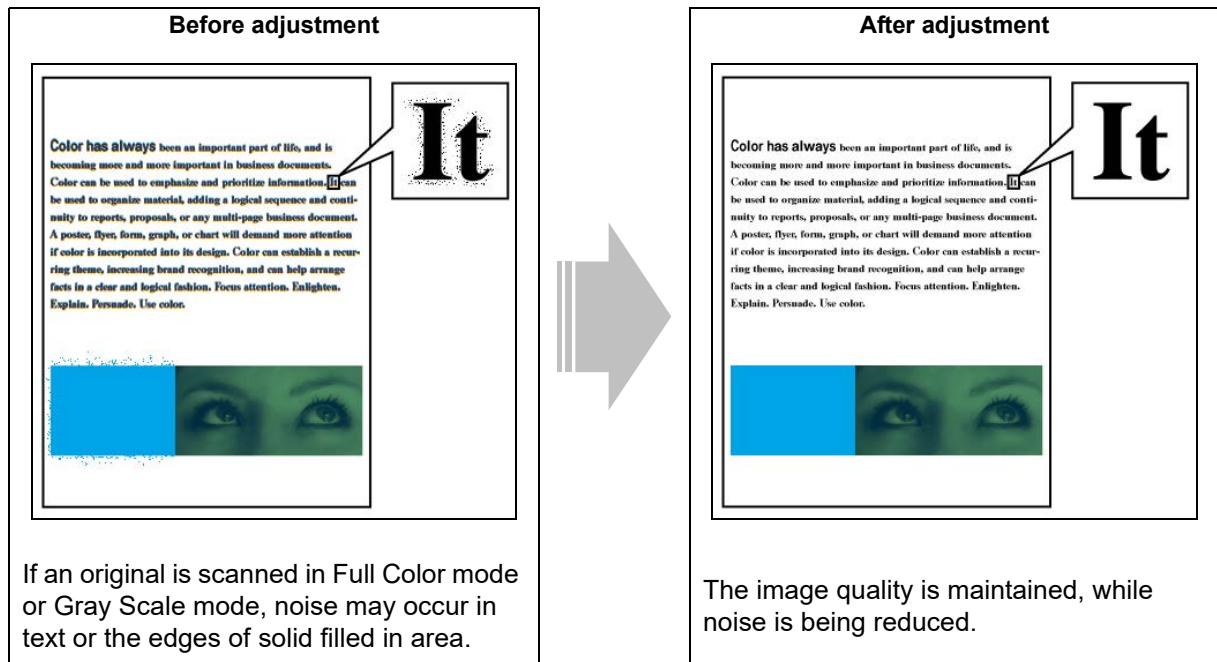 Before adjustment
Color has always been an important part of life, and is
becoming more and more important in business documents.
Color can be used to emphasize and prioritize information. It can
be used to organize material, adding a logical sequence and conti-
nuity to reports, proposals, or any multi-page business document.
A poster, flyer, form, graph, or chart will demand more attention
if color is incorporated into its design. Color can establish a recur-
ring theme, increasing brand recognition, and can help arrange
facts in a clear and logical fashion. Focus attention. Enlighten.
Explain. Persuade. Use color.
It
If an original is scanned in Full Color mode
or Gray Scale mode, noise may occur in
text or the edges of solid filled in area.
After adjustment
Color has always been an important part of life, and is
becoming more and more important in business documents.
Color can be used to emphasize and prioritize information. It can
be used to organize material, adding a logical sequence and conti-
nuity to reports, proposals, or any multi-page business document.
A poster, flyer, form, graph, or chart will demand more attention
if color is incorporated into its design. Color can establish a recur-
ring theme, increasing brand recognition, and can help arrange
facts in a clear and logical fashion. Focus attention. Enlighten.
Explain. Persuade. Use color.
It
The image quality is maintained, while
noise is being reduced.